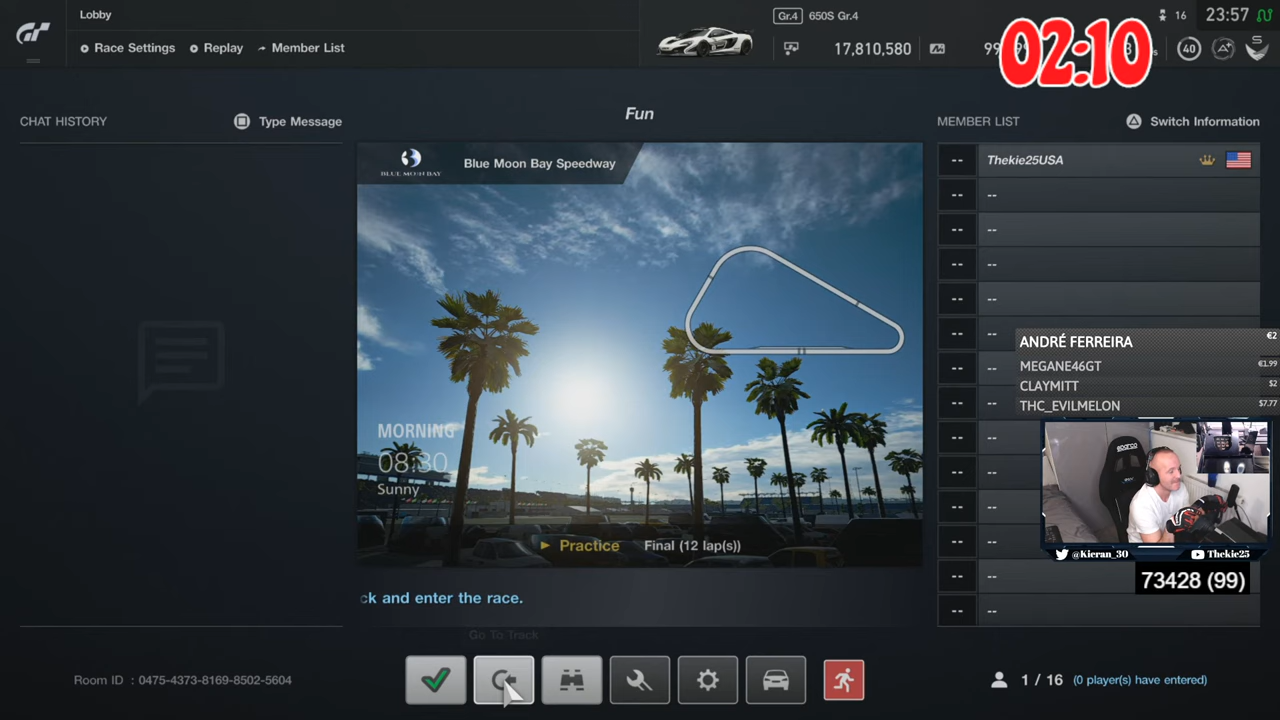 Lobby
Race Settings
Replay
Member List
Gr.4
650S Gr.4
17,810,580
16
23:57
02:10
40
S
CHAT HISTORY
Type Message
Fun
MEMBER LIST
Switch Information
BLUE MOON BAY
Blue Moon Bay Speedway
-- Thekie25USA
-- --
-- --
-- --
-- --
-- --
-- --
-- --
-- --
-- --
-- --
-- --
-- --
-- --
ANDRÉ FERREIRA €2
MEGANE46GT €1.99
CLAYMITT $2
THC_EVILMELON $7.77
MORNING
08:30
Sunny
Practice
Final (12 lap(s))
sparco
@Kieran_30
Thekie25
73428 (99)
ck and enter the race.
Go To Track
Room ID : 0475-4373-8169-8502-5604
1 / 16
(0 player(s) have entered)